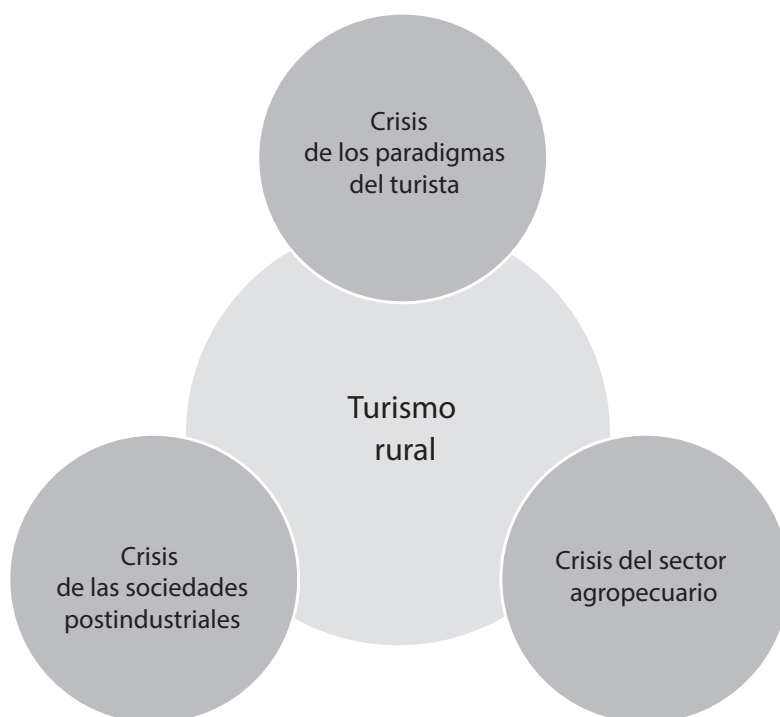 Crisis
de los paradigmas
del turista
Turismo
rural
Crisis
de las sociedades
postindustriales
Crisis del sector
agropecuario